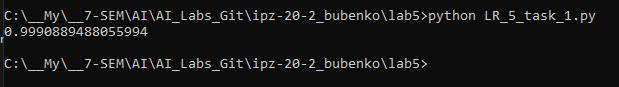 C:\__My\__7-SEM\AI\AI_Labs_Git\ipz-20-2_bubenko\lab5>python LR_5_task_1.py
0.9990889488055994
C:\__My\__7-SEM\AI\AI_Labs_Git\ipz-20-2_bubenko\lab5>